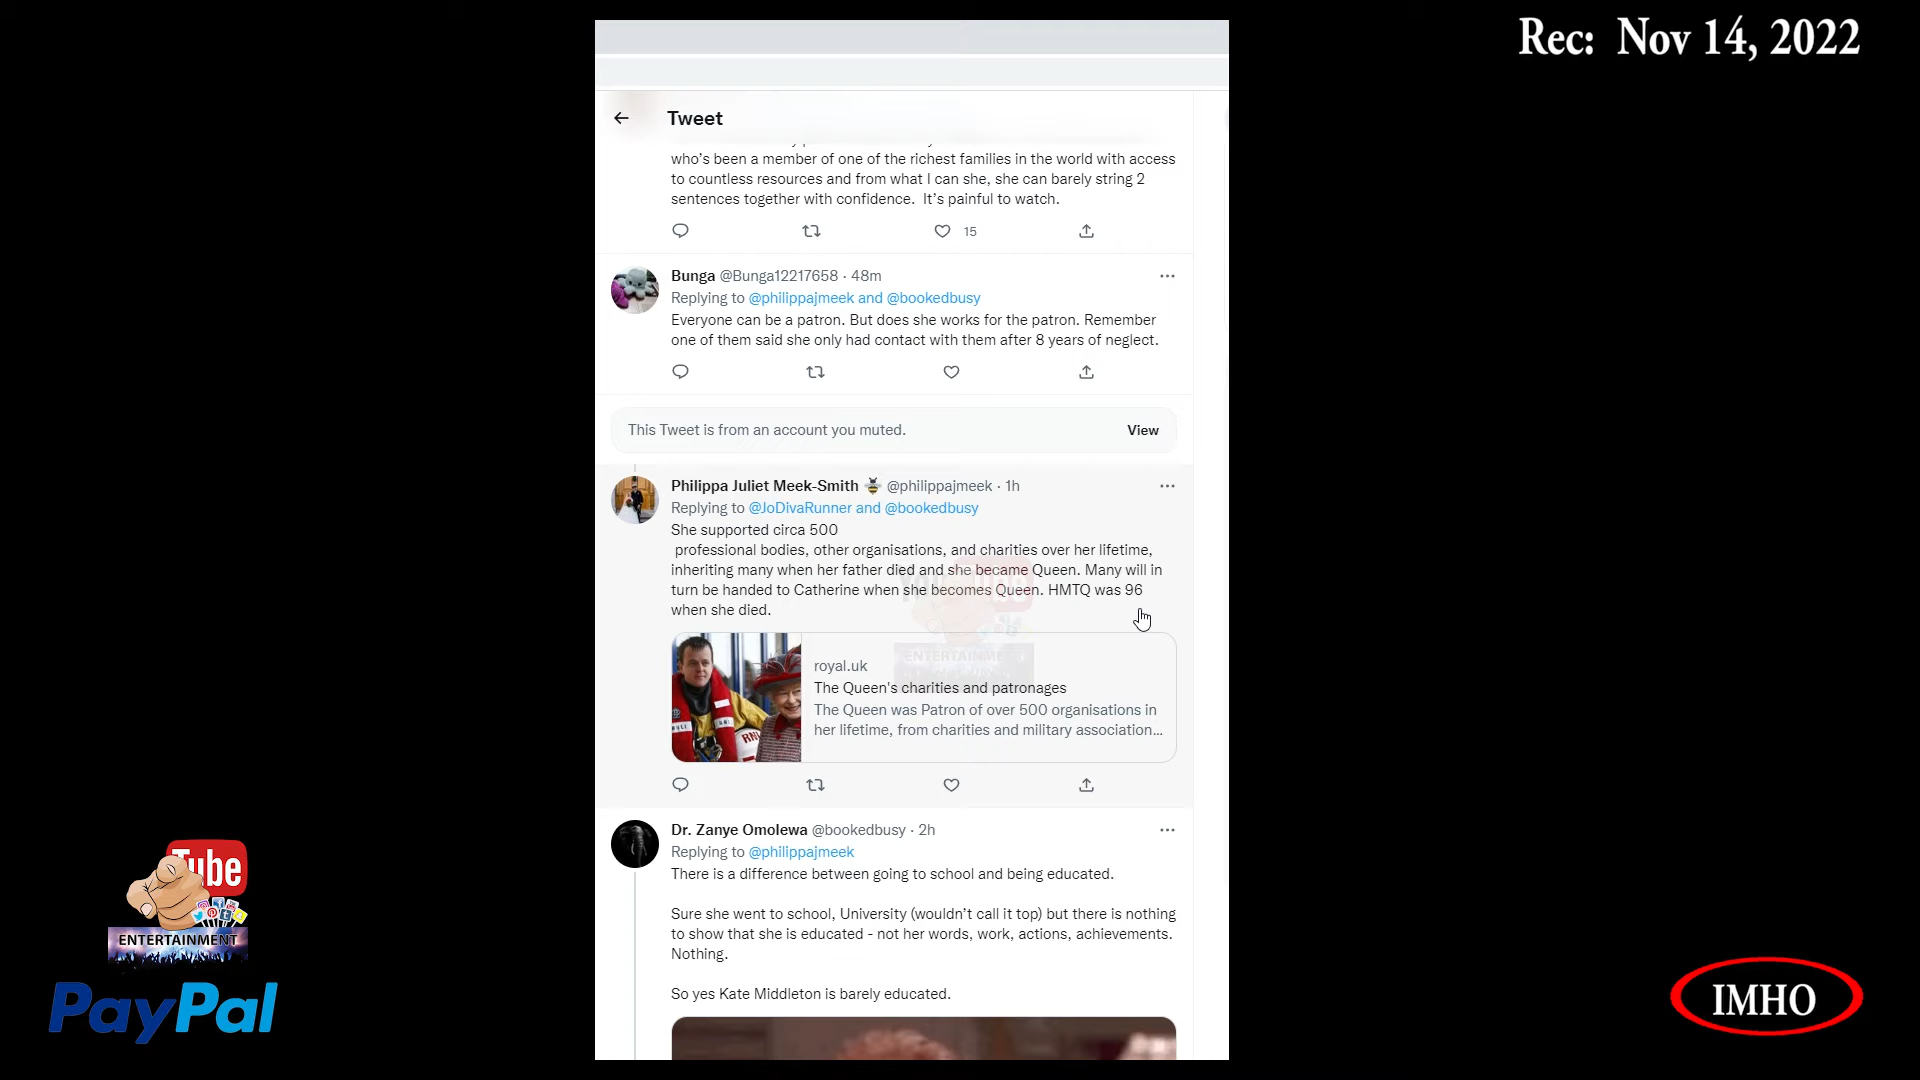 Rec: Nov 14, 2022
Tweet
who's been a member of one of the richest families in the world with access
to countless resources and from what I can she, she can barely string 2
sentences together with confidence. It's painful to watch.
15
Bunga @Bunga12217658 · 48m
Replying to @philippajmeek and @bookedbusy
Everyone can be a patron. But does she works for the patron. Remember
one of them said she only had contact with them after 8 years of neglect.
This Tweet is from an account you muted.
View
Philippa Juliet Meek-Smith @philippajmeek · 1h
Replying to @JoDivaRunner and @bookedbusy
She supported circa 500
professional bodies, other organisations, and charities over her lifetime,
inheriting many when her father died and she became Queen. Many will in
turn be handed to Catherine when she becomes Queen. HMTQ was 96
when she died.
royal.uk
The Queen's charities and patronages
The Queen was Patron of over 500 organisations in
her lifetime, from charities and military association...
Dr. Zanye Omolewa @bookedbusy · 2h
Replying to @philippajmeek
There is a difference between going to school and being educated.
Sure she went to school, University (wouldn't call it top) but there is nothing
to show that she is educated - not her words, work, actions, achievements.
Nothing.
So yes Kate Middleton is barely educated.
Tube
ENTERTAINMENT
PayPal
IMHO